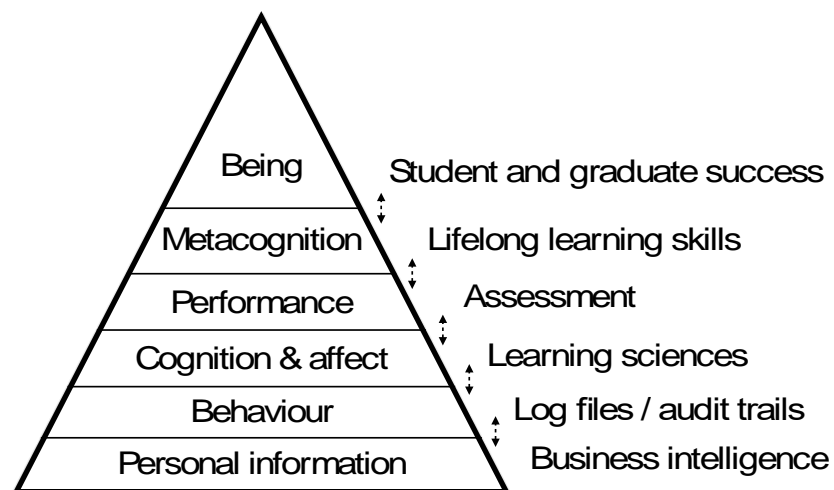 Being
Student and graduate success
Metacognition
Lifelong learning skills
Performance
Assessment
Cognition & affect
Learning sciences
Behaviour
Log files / audit trails
Personal information
Business intelligence